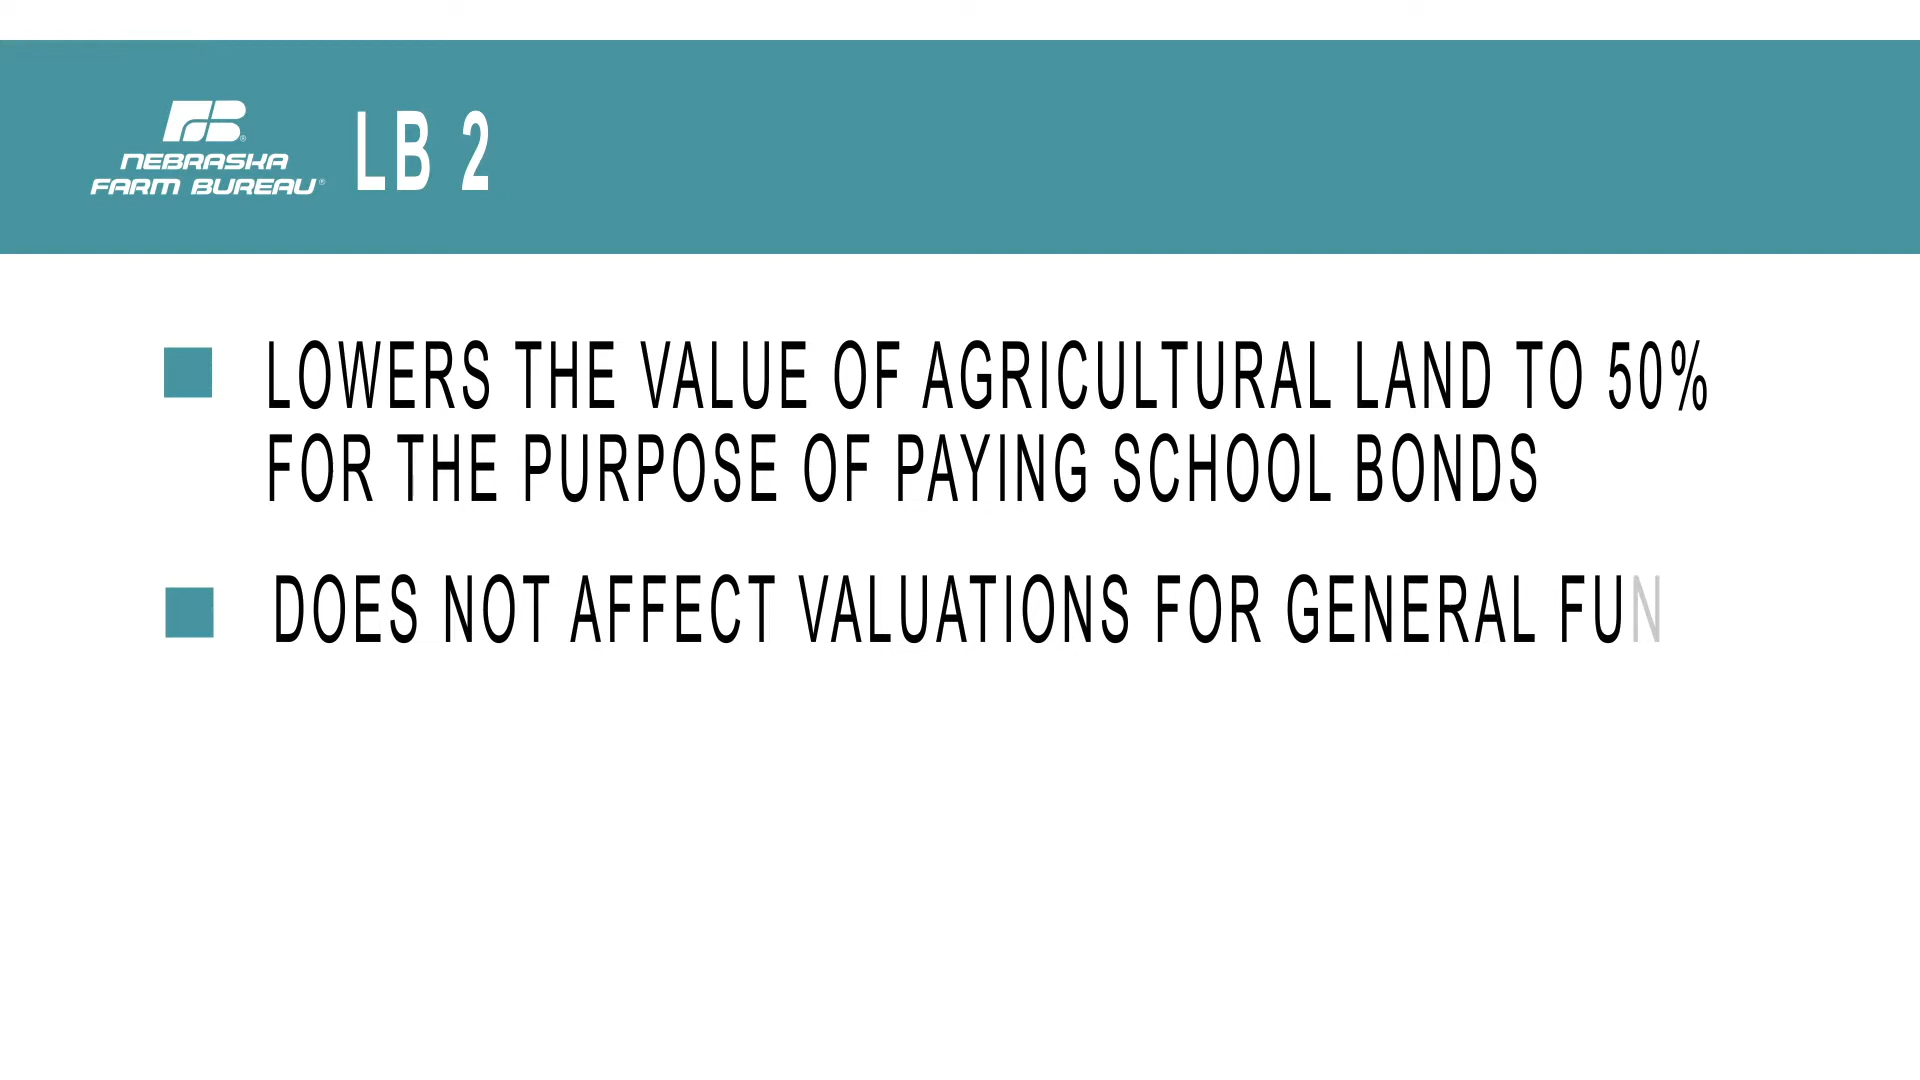 NEBRASKA
FARM BUREAU®
LB 2
LOWERS THE VALUE OF AGRICULTURAL LAND TO 50%
FOR THE PURPOSE OF PAYING SCHOOL BONDS
DOES NOT AFFECT VALUATIONS FOR GENERAL FUN